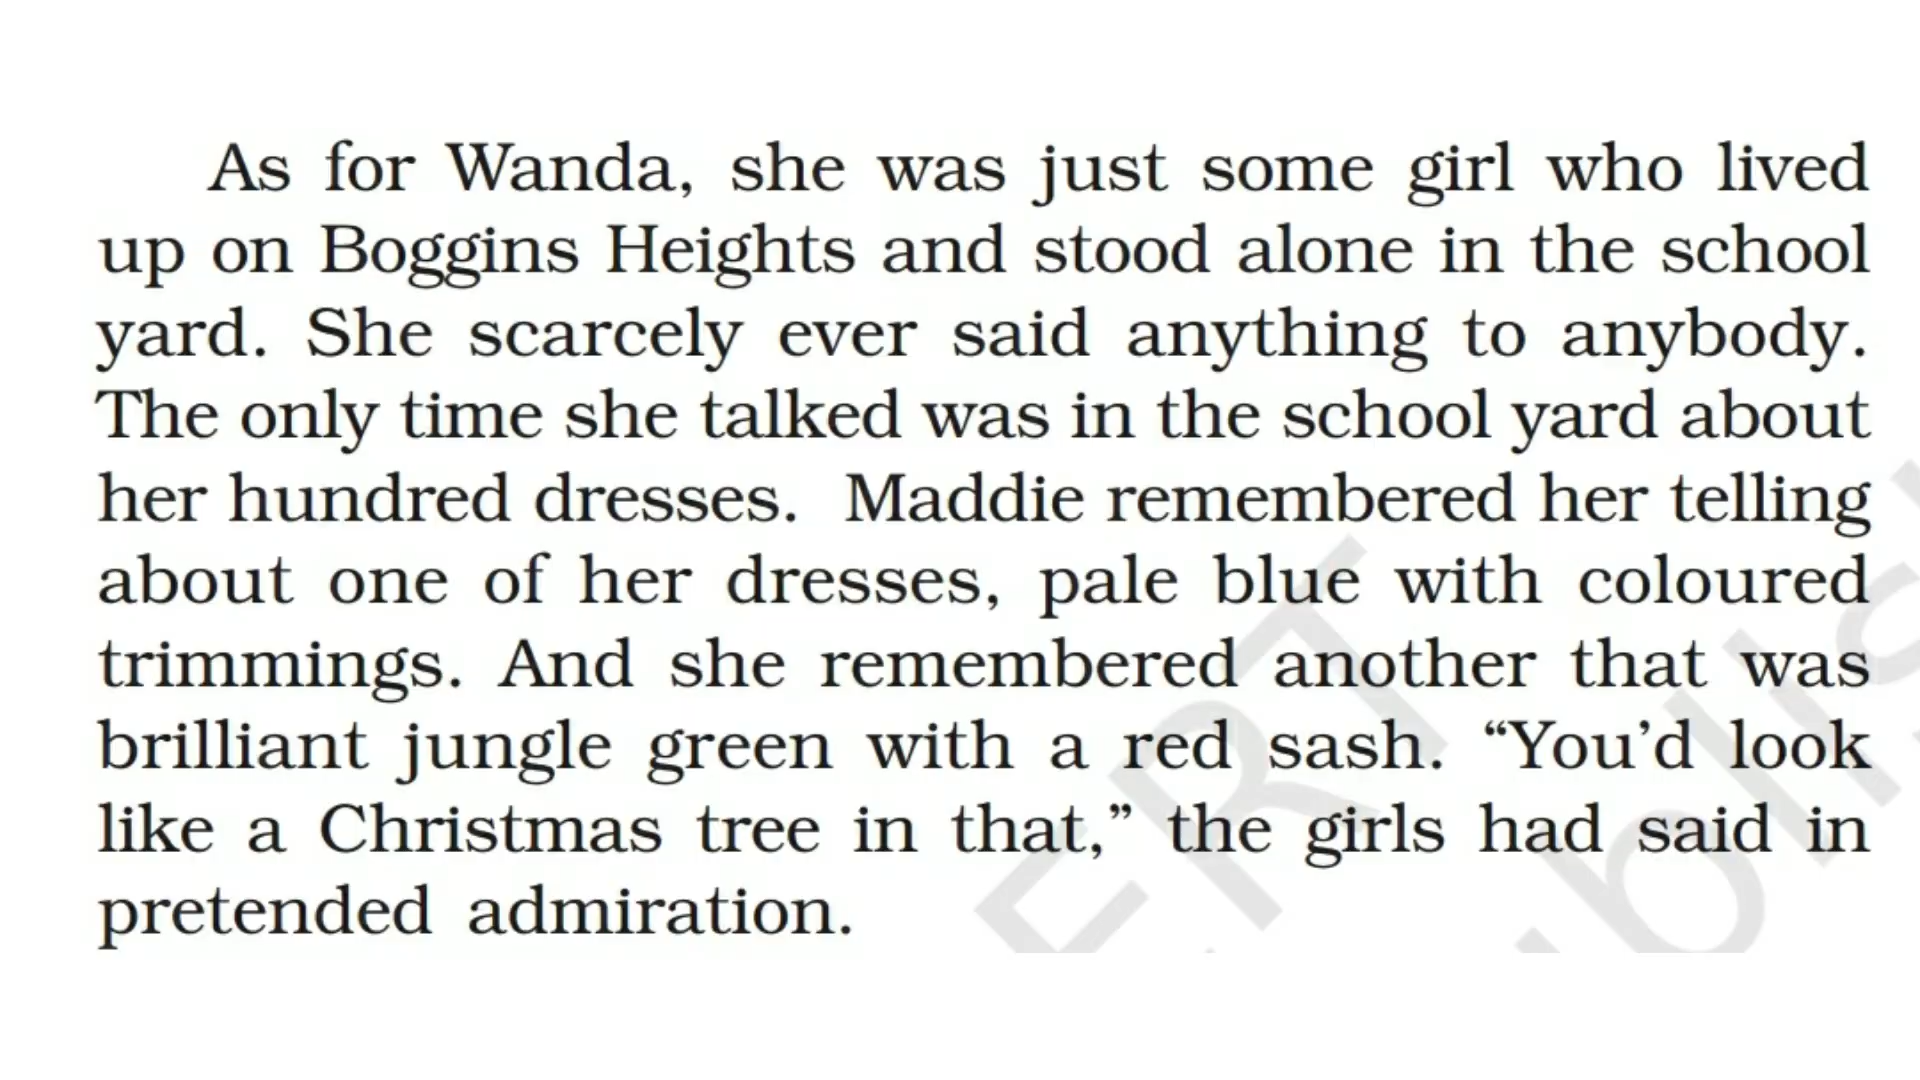 As for Wanda, she was just some girl who lived
up on Boggins Heights and stood alone in the school
yard. She scarcely ever said anything to anybody.
The only time she talked was in the school yard about
her hundred dresses. Maddie remembered her telling
about one of her dresses, pale blue with coloured
trimmings. And she remembered another that was
brilliant jungle green with a red sash. “You’d look
like a Christmas tree in that,” the girls had said in
pretended admiration.